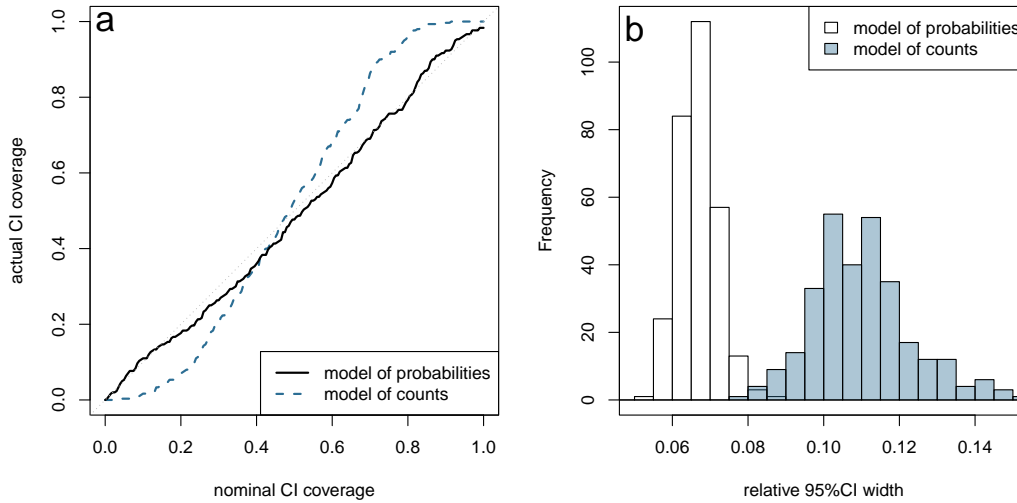 a
actual CI coverage
1.0
0.8
0.6
0.4
0.2
0.0
model of probabilities
model of counts
0.0 0.2 0.4 0.6 0.8 1.0
nominal CI coverage
b
Frequency
100
80
60
40
20
0
model of probabilities
model of counts
0.06 0.08 0.10 0.12 0.14
relative 95%CI width